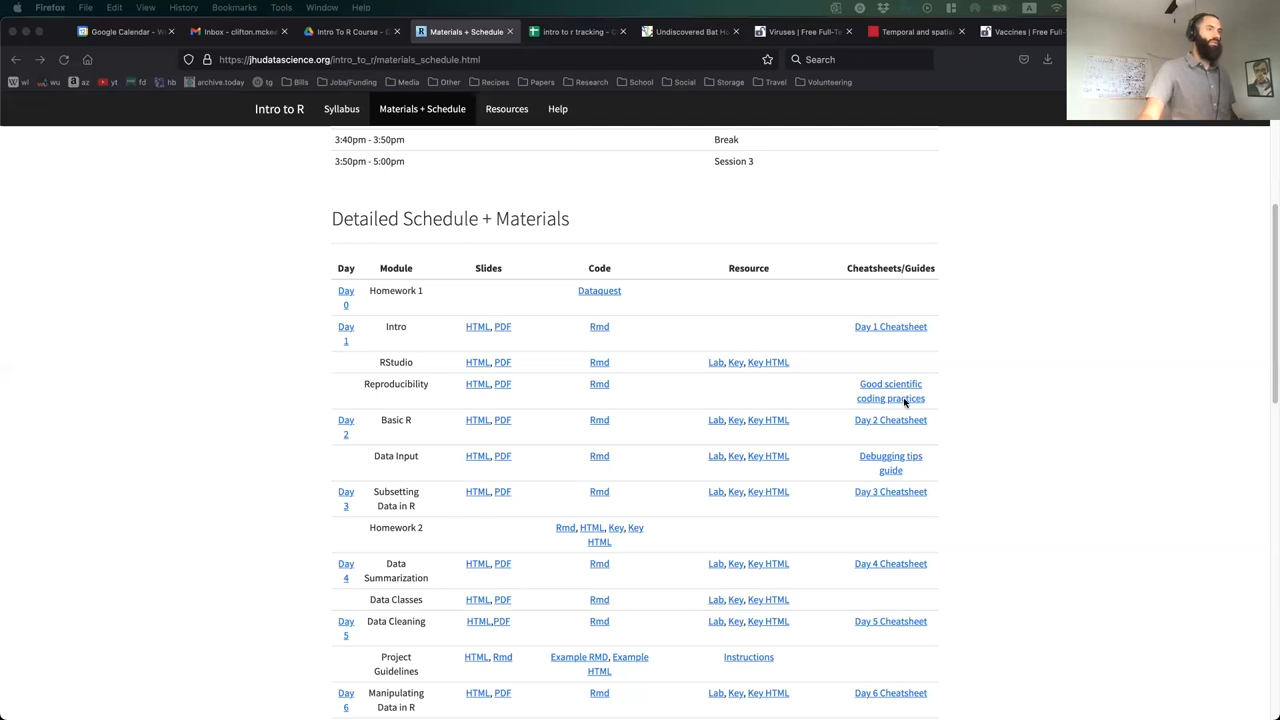 Firefox File Edit View History Bookmarks Tools Window Help
Google Calendar - W
Inbox - clifton.mckee
Intro To R Course - G
Materials + Schedule
intro to r tracking - G
Undiscovered Bat Ho
Viruses | Free Full-Te
Temporal and spatia
Vaccines | Free Full-
https://jhudatascience.org/intro_to_r/materials_schedule.html
Search
wi wu az yt fd hb archive.today Bills Jobs/Funding Media Other Recipes Papers Research School Social Storage Travel Volunteering
Intro to R Syllabus Materials + Schedule Resources Help
3:40pm - 3:50pm Break
3:50pm - 5:00pm Session 3
Detailed Schedule + Materials
Day Module Slides Code Resource Cheatsheets/Guides
Day 0 Homework 1 Dataquest
Day 1 Intro HTML, PDF Rmd Day 1 Cheatsheet
RStudio HTML, PDF Rmd Lab, Key, Key HTML
Reproducibility HTML, PDF Rmd Good scientific coding practices
Day 2 Basic R HTML, PDF Rmd Lab, Key, Key HTML Day 2 Cheatsheet
Data Input HTML, PDF Rmd Lab, Key, Key HTML Debugging tips guide
Day 3 Subsetting Data in R HTML, PDF Rmd Lab, Key, Key HTML Day 3 Cheatsheet
Homework 2 Rmd, HTML, Key, Key HTML
Day 4 Data Summarization HTML, PDF Rmd Lab, Key, Key HTML Day 4 Cheatsheet
Data Classes HTML, PDF Rmd Lab, Key, Key HTML
Day 5 Data Cleaning HTML,PDF Rmd Lab, Key, Key HTML Day 5 Cheatsheet
Project Guidelines HTML, Rmd Example RMD, Example HTML Instructions
Day 6 Manipulating Data in R HTML, PDF Rmd Lab, Key, Key HTML Day 6 Cheatsheet